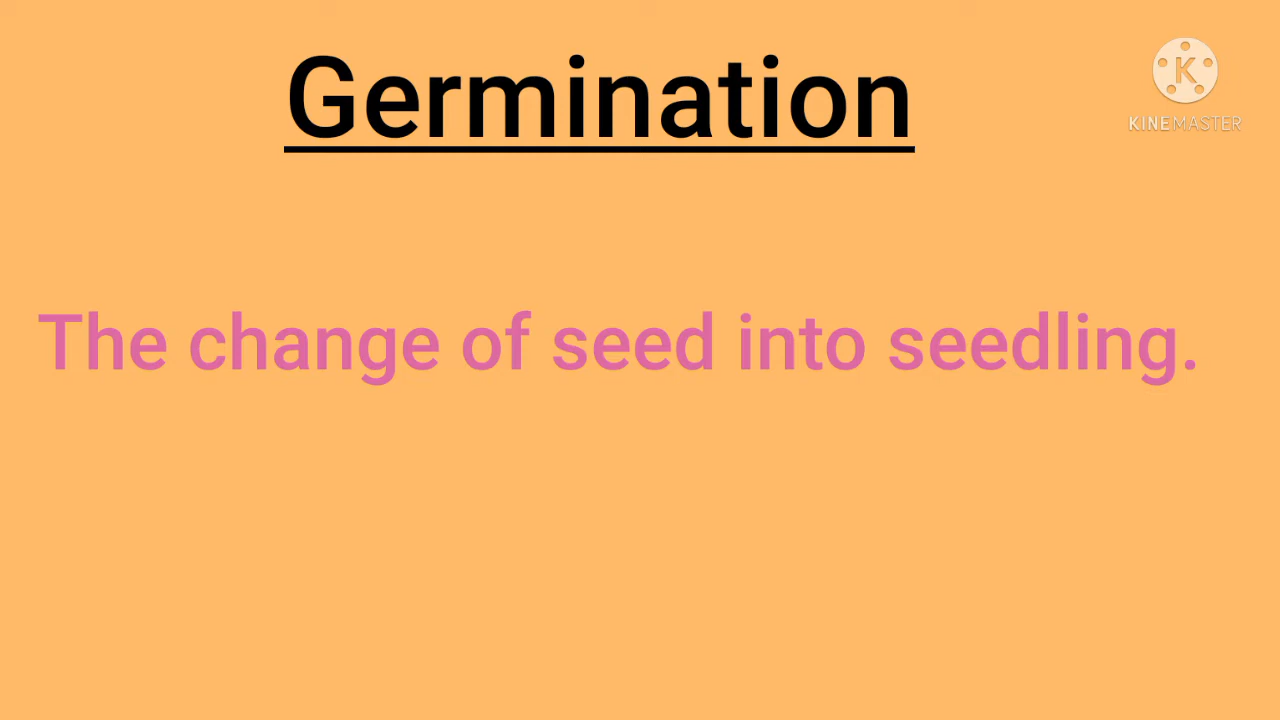 Germination
KINEMASTER
The change of seed into seedling.